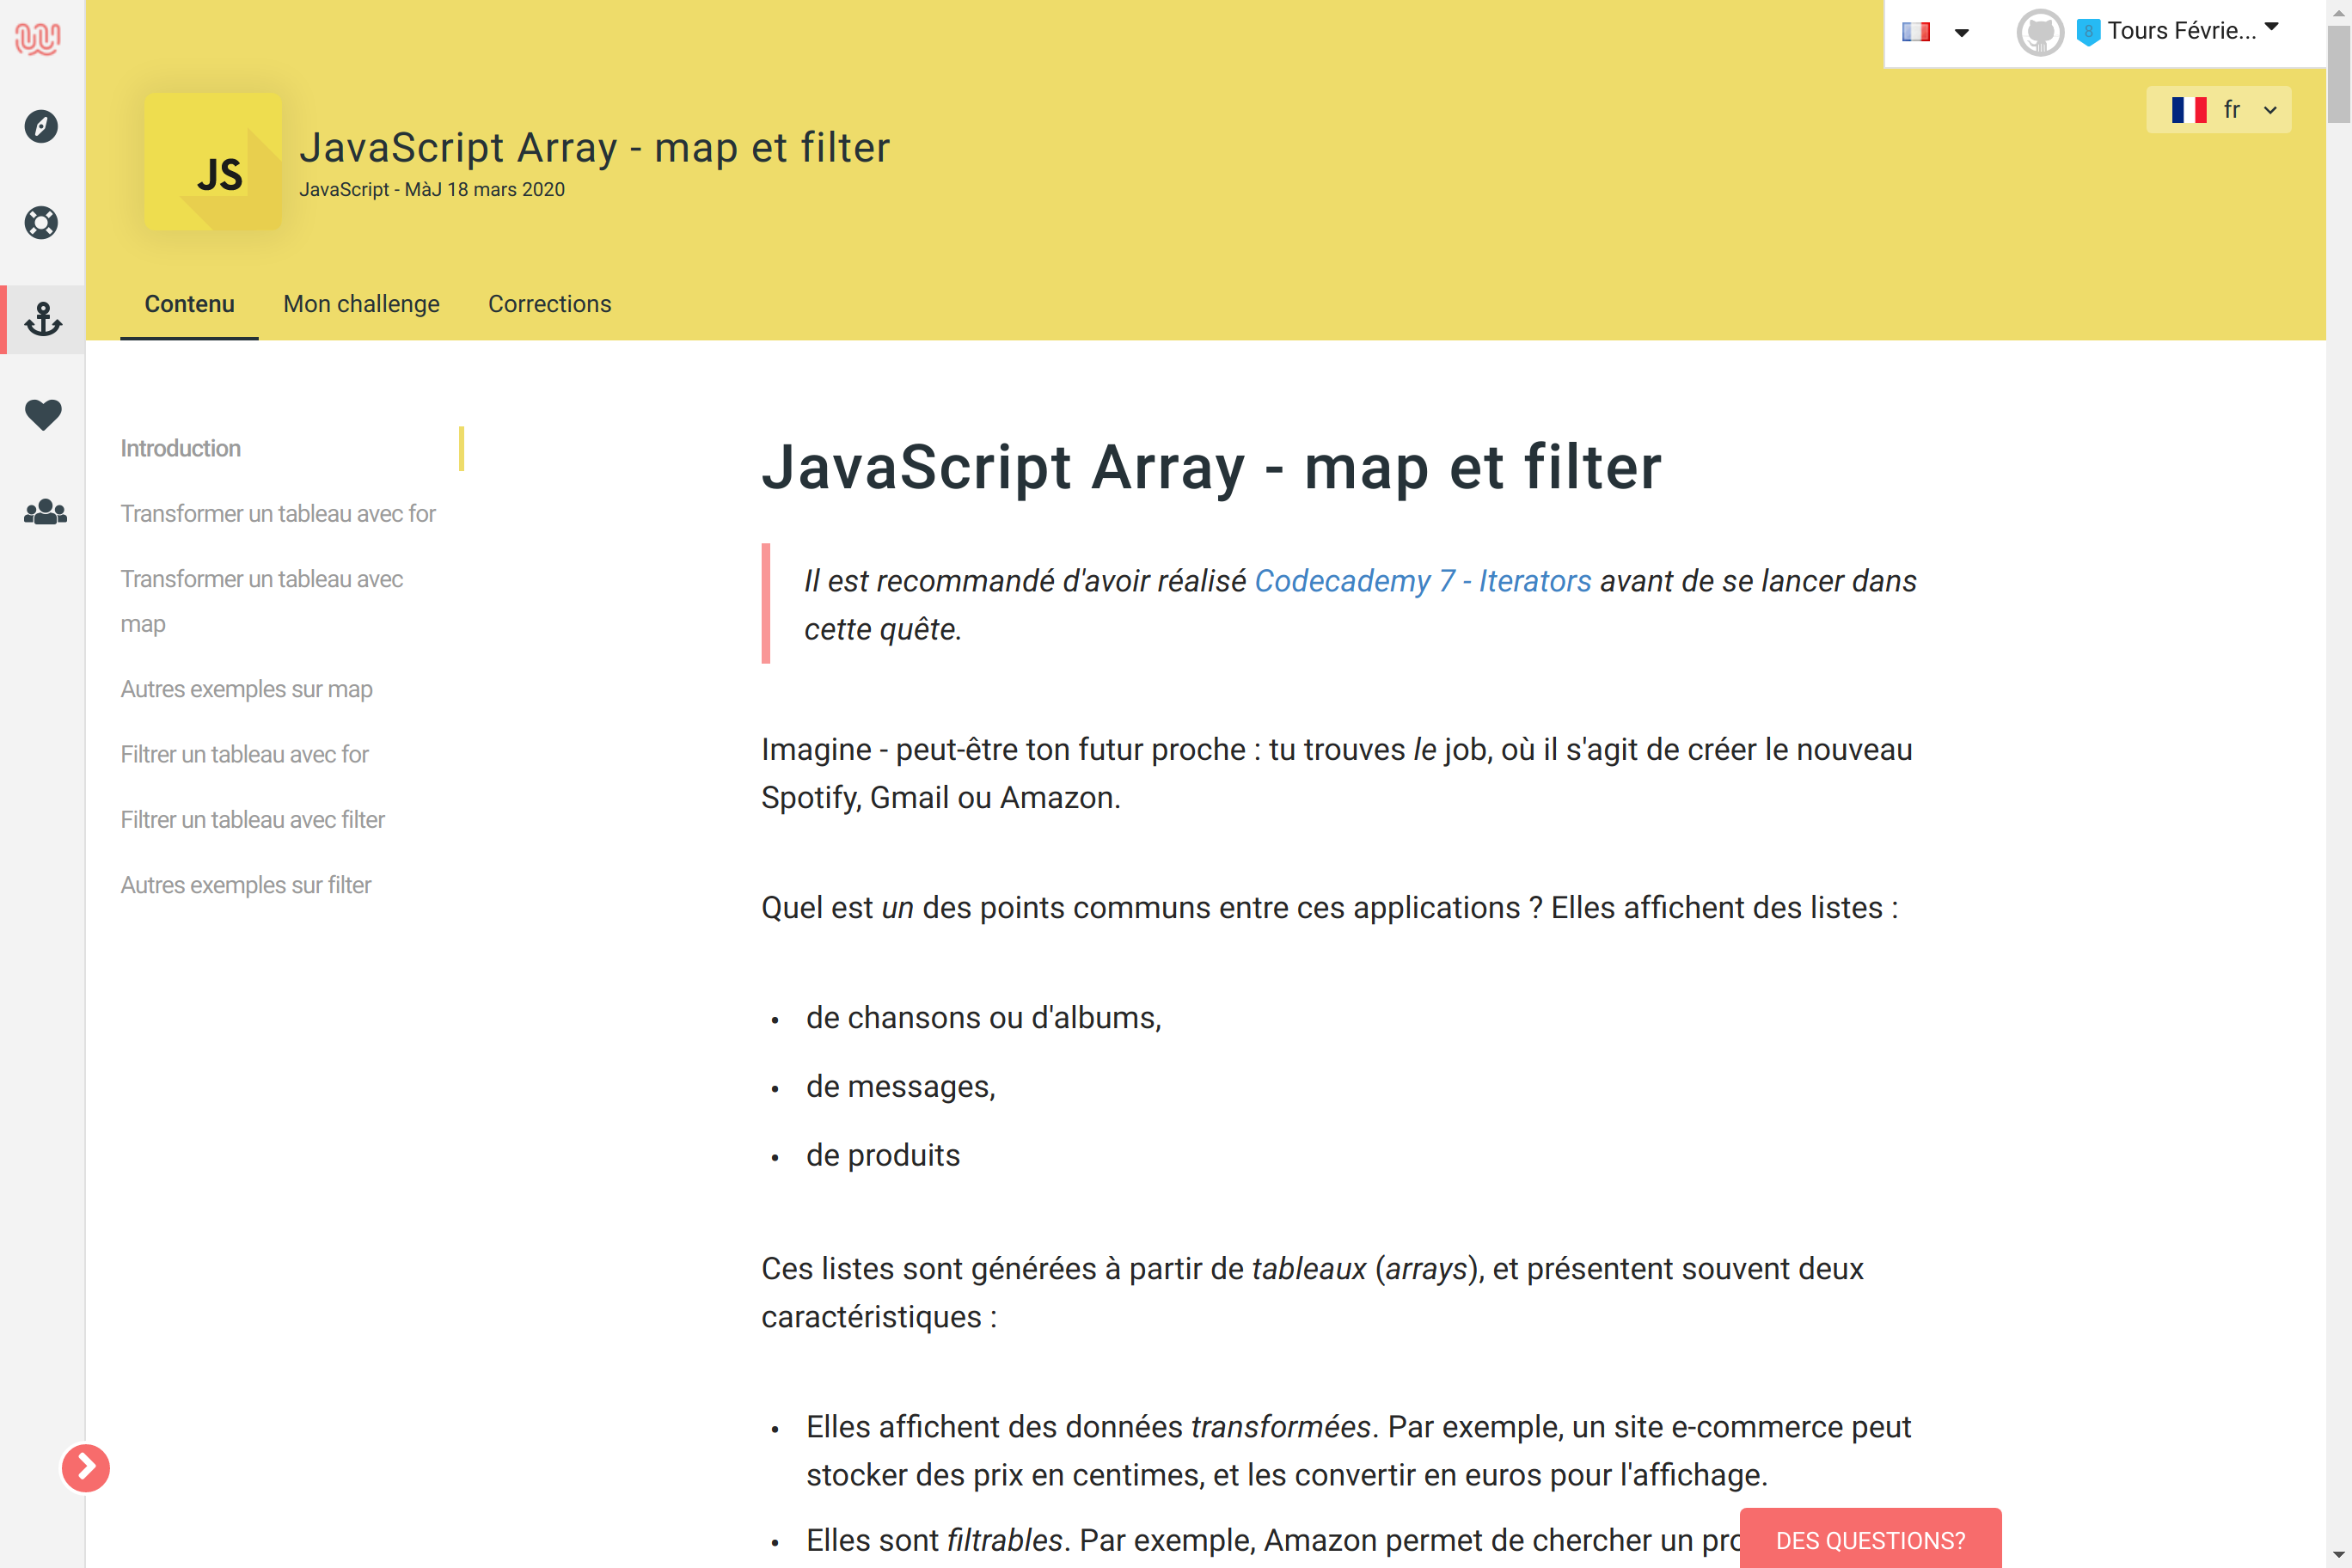 8 Tours Févrie...
fr
JS
JavaScript Array - map et filter
JavaScript - MàJ 18 mars 2020
Contenu Mon challenge Corrections
Introduction
Transformer un tableau avec for
Transformer un tableau avec
map
Autres exemples sur map
Filtrer un tableau avec for
Filtrer un tableau avec filter
Autres exemples sur filter
JavaScript Array - map et filter
Il est recommandé d'avoir réalisé Codecademy 7 - Iterators avant de se lancer dans
cette quête.
Imagine - peut-être ton futur proche : tu trouves le job, où il s'agit de créer le nouveau
Spotify, Gmail ou Amazon.
Quel est un des points communs entre ces applications ? Elles affichent des listes :
• de chansons ou d'albums,
• de messages,
• de produits
Ces listes sont générées à partir de tableaux (arrays), et présentent souvent deux
caractéristiques :
• Elles affichent des données transformées. Par exemple, un site e-commerce peut
stocker des prix en centimes, et les convertir en euros pour l'affichage.
• Elles sont filtrables. Par exemple, Amazon permet de chercher un pro
DES QUESTIONS?